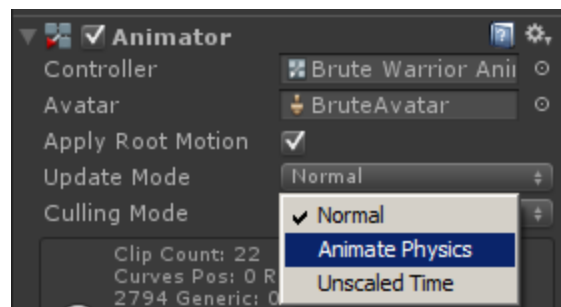 Animator
Controller Brute Warrior Ani
Avatar BruteAvatar
Apply Root Motion
Update Mode Normal
Culling Mode
Normal
Animate Physics
Unscaled Time
Clip Count: 22
Curves Pos: 0 R
2794 Generic: 0